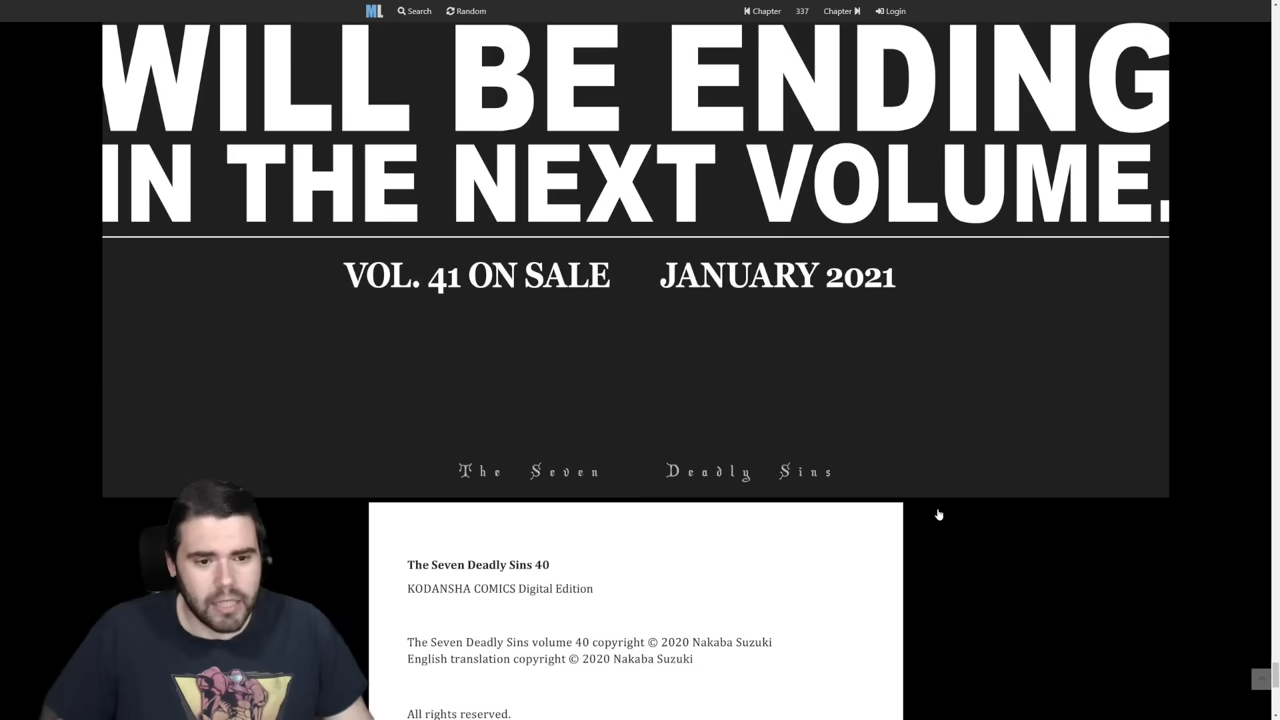 ML Search Random Chapter 337 Chapter Login
WILL BE ENDING
IN THE NEXT VOLUME.
VOL. 41 ON SALE JANUARY 2021
The Seven Deadly Sins
The Seven Deadly Sins 40
KODANSHA COMICS Digital Edition
The Seven Deadly Sins volume 40 copyright © 2020 Nakaba Suzuki
English translation copyright © 2020 Nakaba Suzuki
All rights reserved.